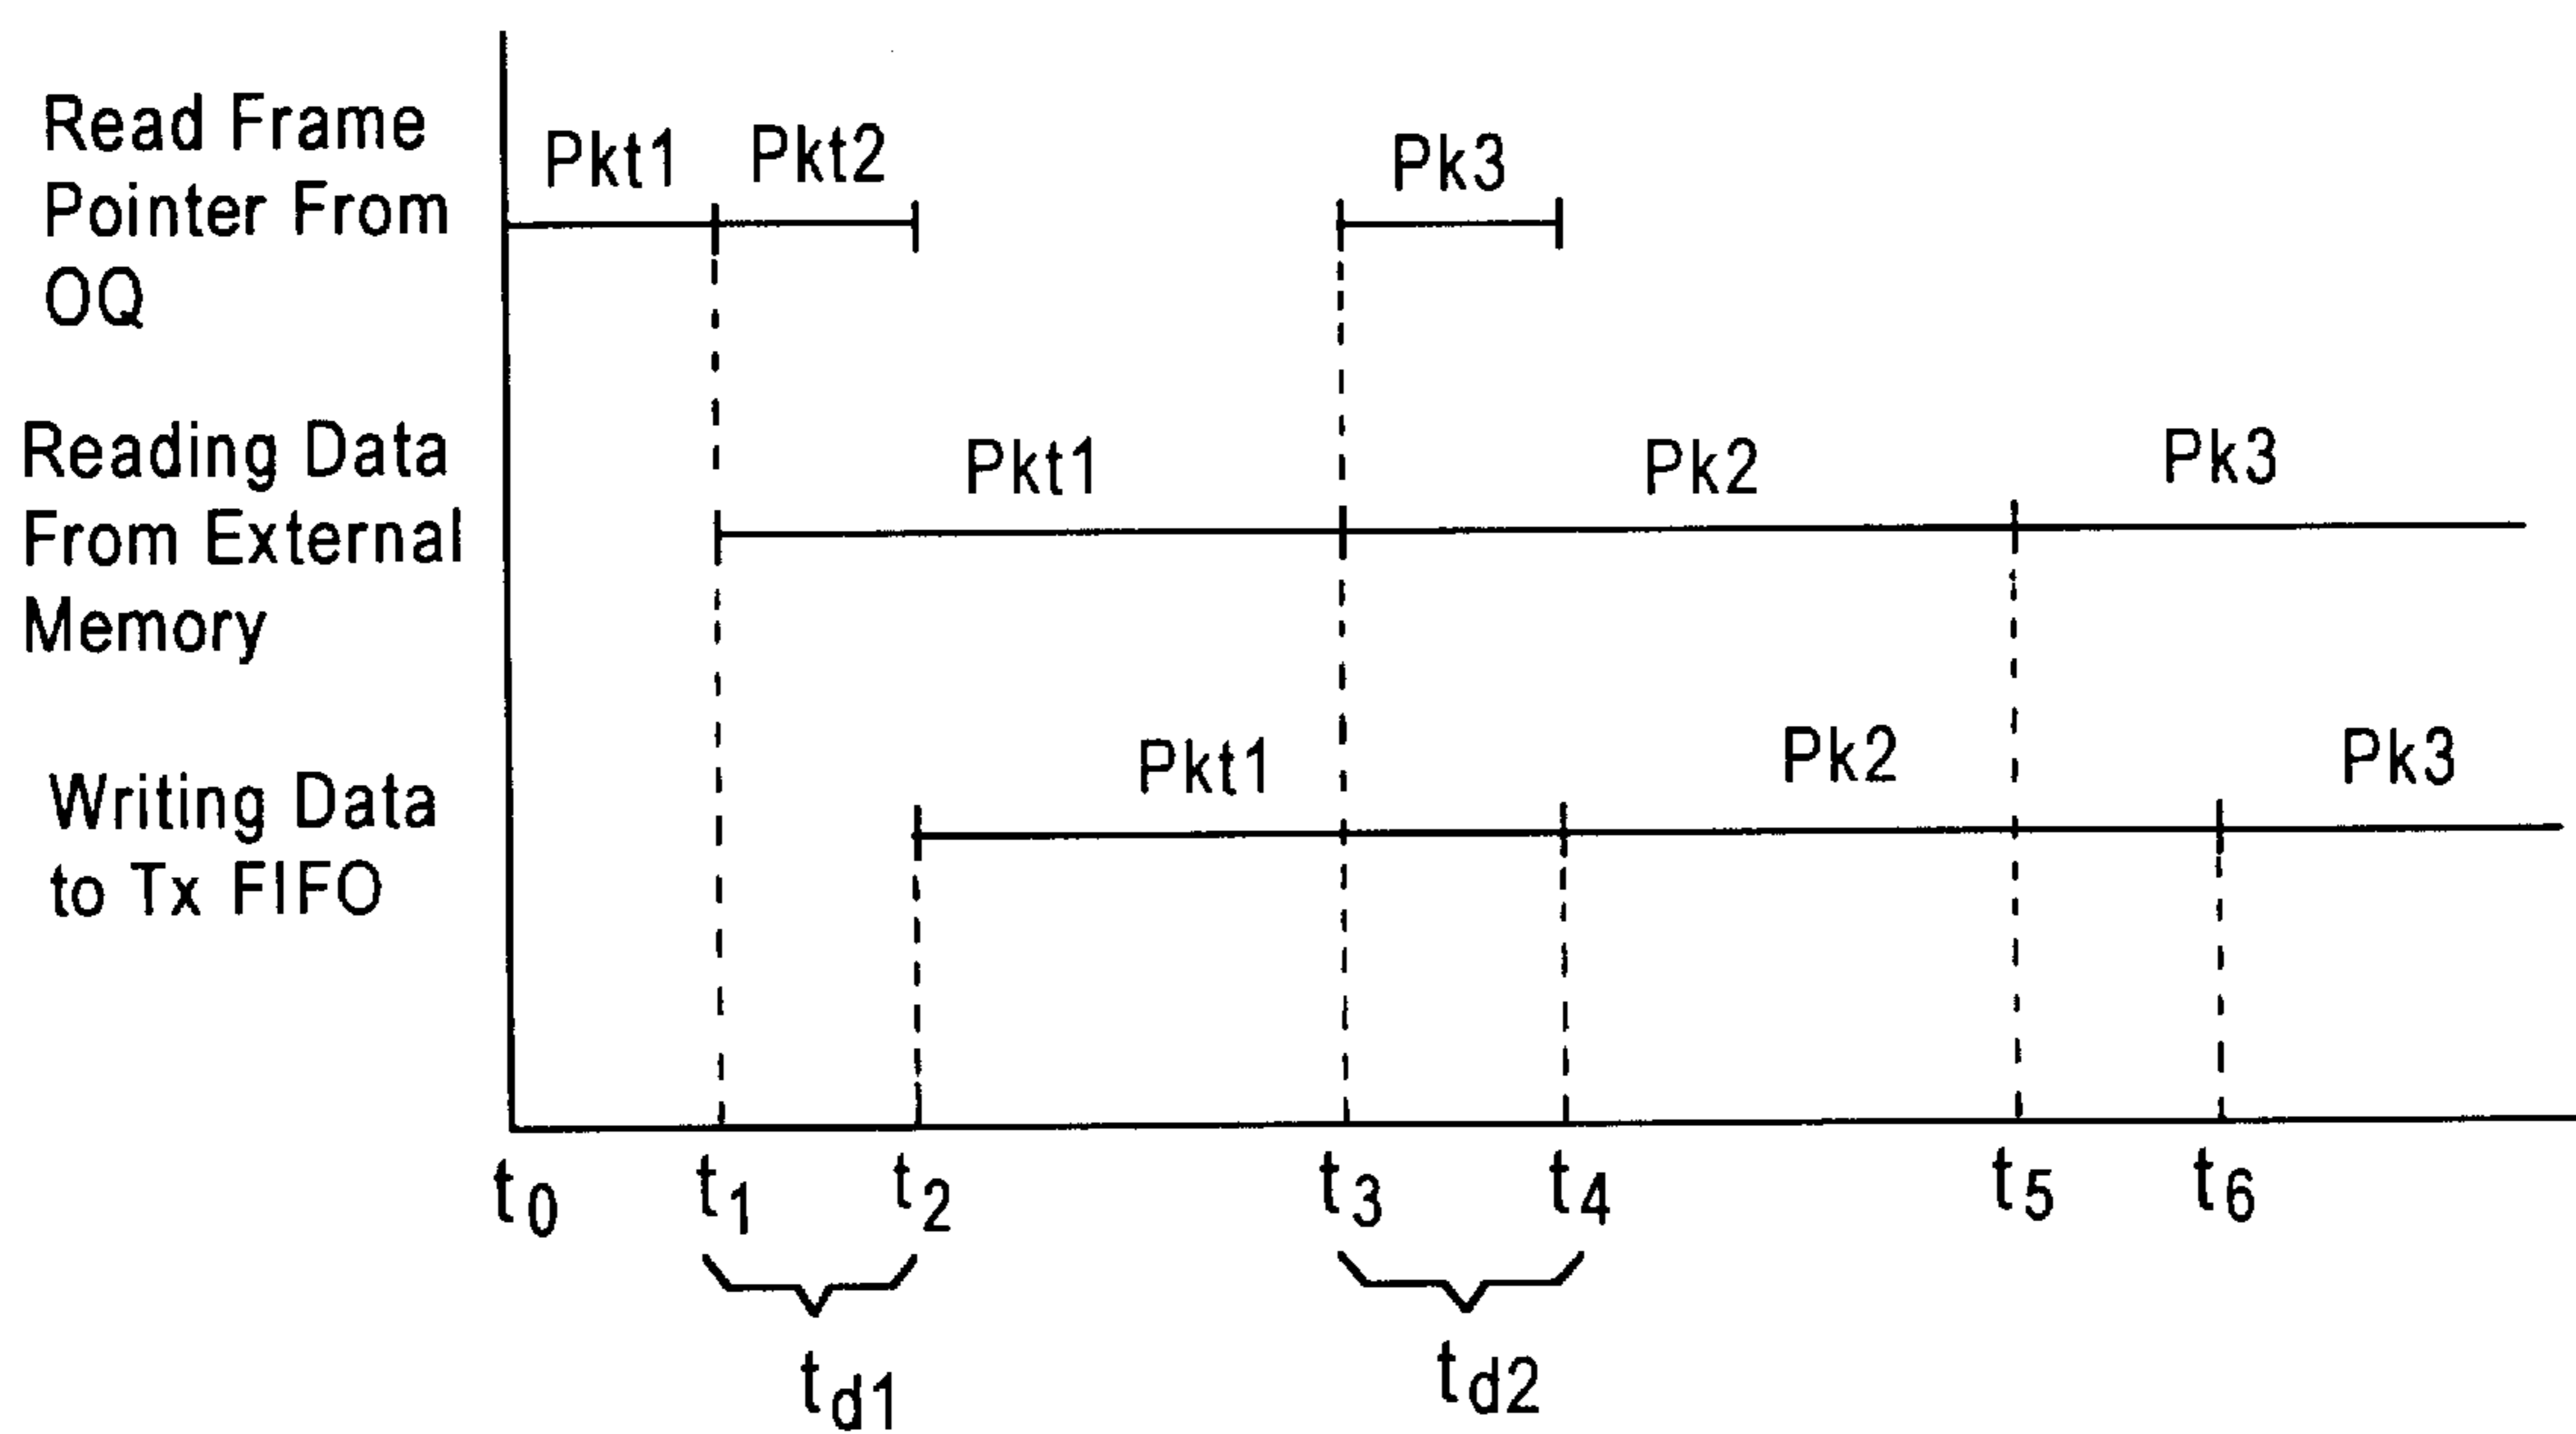 Read Frame
Pointer From
OQ
Pkt1 Pkt2 Pk3
Reading Data
From External
Memory
Pkt1 Pk2 Pk3
Writing Data
to Tx FIFO
Pkt1 Pk2 Pk3
t0 t1 t2 t3 t4 t5 t6
td1 td2